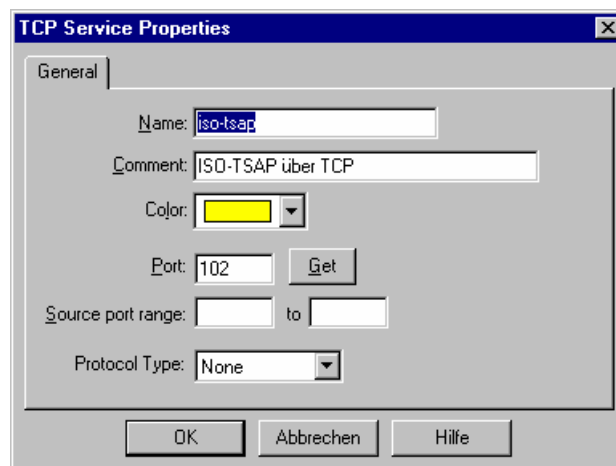 TCP Service Properties
General
Name: iso-tsap
Comment: ISO-TSAP über TCP
Color:
Port: 102 Get
Source port range: to
Protocol Type: None
OK Abbrechen Hilfe